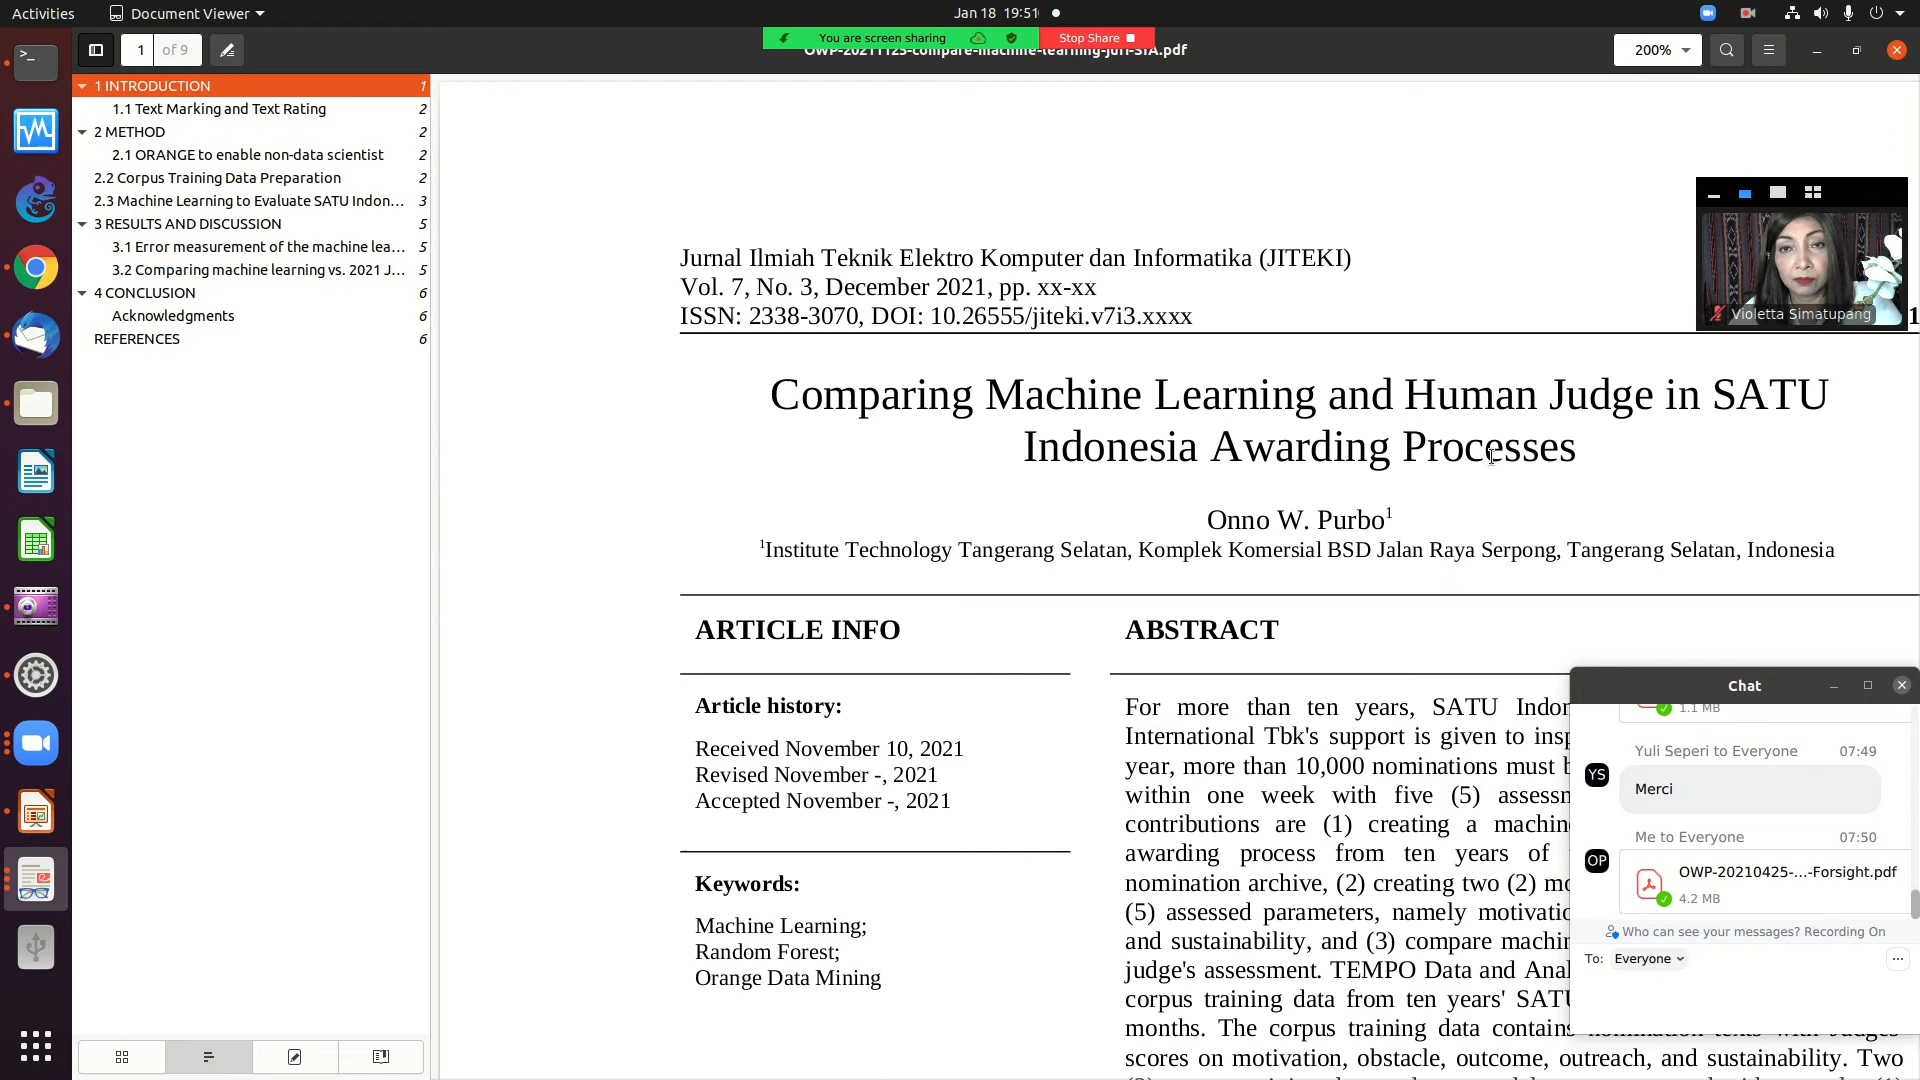 Activities
Document Viewer
Jan 18 19:51
1 of 9
You are screen sharing
Stop Share
OWP-20211125-compare-machine-learning-juri-SIA.pdf
200%
1 INTRODUCTION 1
1.1 Text Marking and Text Rating 2
2 METHOD 2
2.1 ORANGE to enable non-data scientist 2
2.2 Corpus Training Data Preparation 2
2.3 Machine Learning to Evaluate SATU Indon... 3
3 RESULTS AND DISCUSSION 5
3.1 Error measurement of the machine lea... 5
3.2 Comparing machine learning vs. 2021 J... 5
4 CONCLUSION 6
Acknowledgments 6
REFERENCES 6
Jurnal Ilmiah Teknik Elektro Komputer dan Informatika (JITEKI)
Vol. 7, No. 3, December 2021, pp. xx-xx
ISSN: 2338-3070, DOI: 10.26555/jiteki.v7i3.xxxx
1
Violetta Simatupang
Comparing Machine Learning and Human Judge in SATU
Indonesia Awarding Processes
Onno W. Purbo1
1Institute Technology Tangerang Selatan, Komplek Komersial BSD Jalan Raya Serpong, Tangerang Selatan, Indonesia
ARTICLE INFO
Article history:
Received November 10, 2021
Revised November -, 2021
Accepted November -, 2021
Keywords:
Machine Learning;
Random Forest;
Orange Data Mining
ABSTRACT
For more than ten years, SATU Indon
International Tbk's support is given to insp
year, more than 10,000 nominations must b
within one week with five (5) assessm
contributions are (1) creating a machin
awarding process from ten years of
nomination archive, (2) creating two (2) mo
(5) assessed parameters, namely motivatio
and sustainability, and (3) compare machin
judge's assessment. TEMPO Data and Anal
corpus training data from ten years' SATU
months. The corpus training data contains nomination texts with Judges'
scores on motivation, obstacle, outcome, outreach, and sustainability. Two
Chat
1.1 MB
Yuli Seperi to Everyone 07:49
YS
Merci
Me to Everyone 07:50
OP
OWP-20210425-...-Forsight.pdf
4.2 MB
Who can see your messages? Recording On
To: Everyone